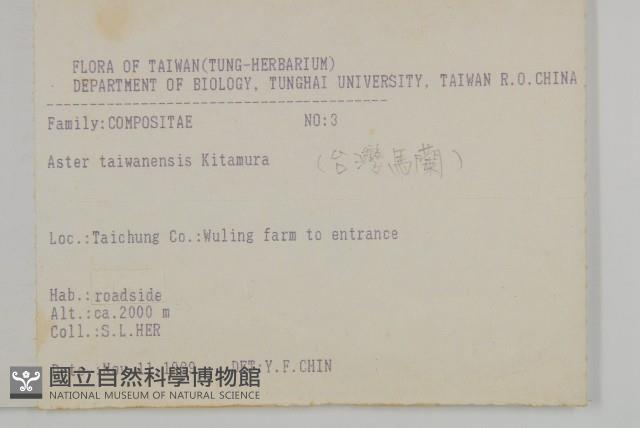 FLORA OF TAIWAN(TUNG-HERBARIUM)
DEPARTMENT OF BIOLOGY, TUNGHAI UNIVERSITY, TAIWAN R.O.CHINA
Family:COMPOSITAE NO:3
Aster taiwanensis Kitamura (台灣馬蘭)
Loc.:Taichung Co.:Wuling farm to entrance
Hab.:roadside
Alt.:ca.2000 m
Coll.:S.L.HER
DET:Y.F.CHIN
國立自然科學博物館
NATIONAL MUSEUM OF NATURAL SCIENCE